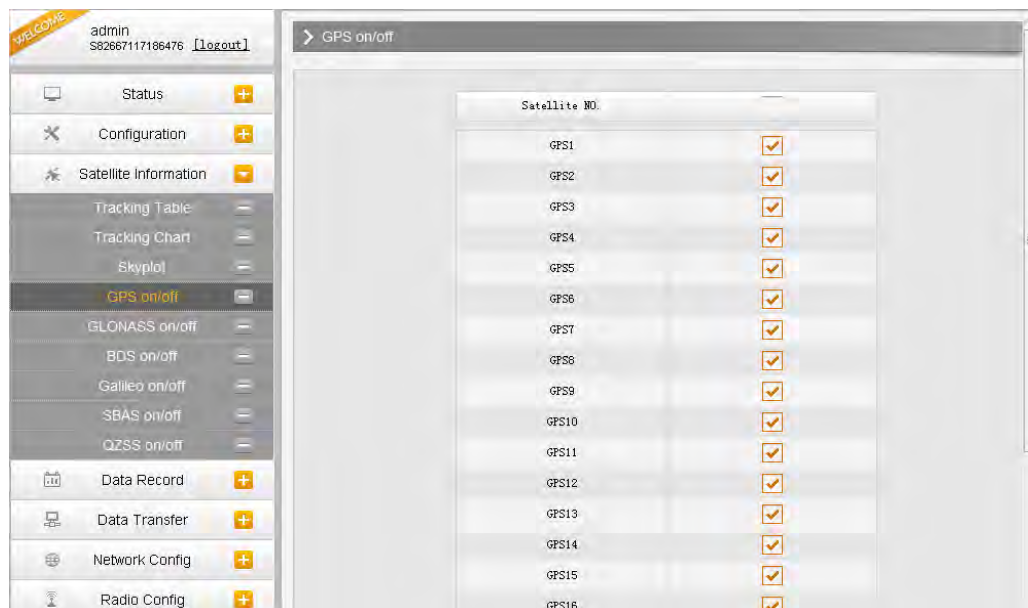 WELCOME
admin
S82667117186476 [logout]
Status
Configuration
Satellite Information
Tracking Table
Tracking Chart
Skyplot
GPS on/off
GLONASS on/off
BDS on/off
Galileo on/off
SBAS on/off
QZSS on/off
Data Record
Data Transfer
Network Config
Radio Config
GPS on/off
Satellite NO.
GPS1
GPS2
GPS3
GPS4
GPS5
GPS6
GPS7
GPS8
GPS9
GPS10
GPS11
GPS12
GPS13
GPS14
GPS15
GPS16